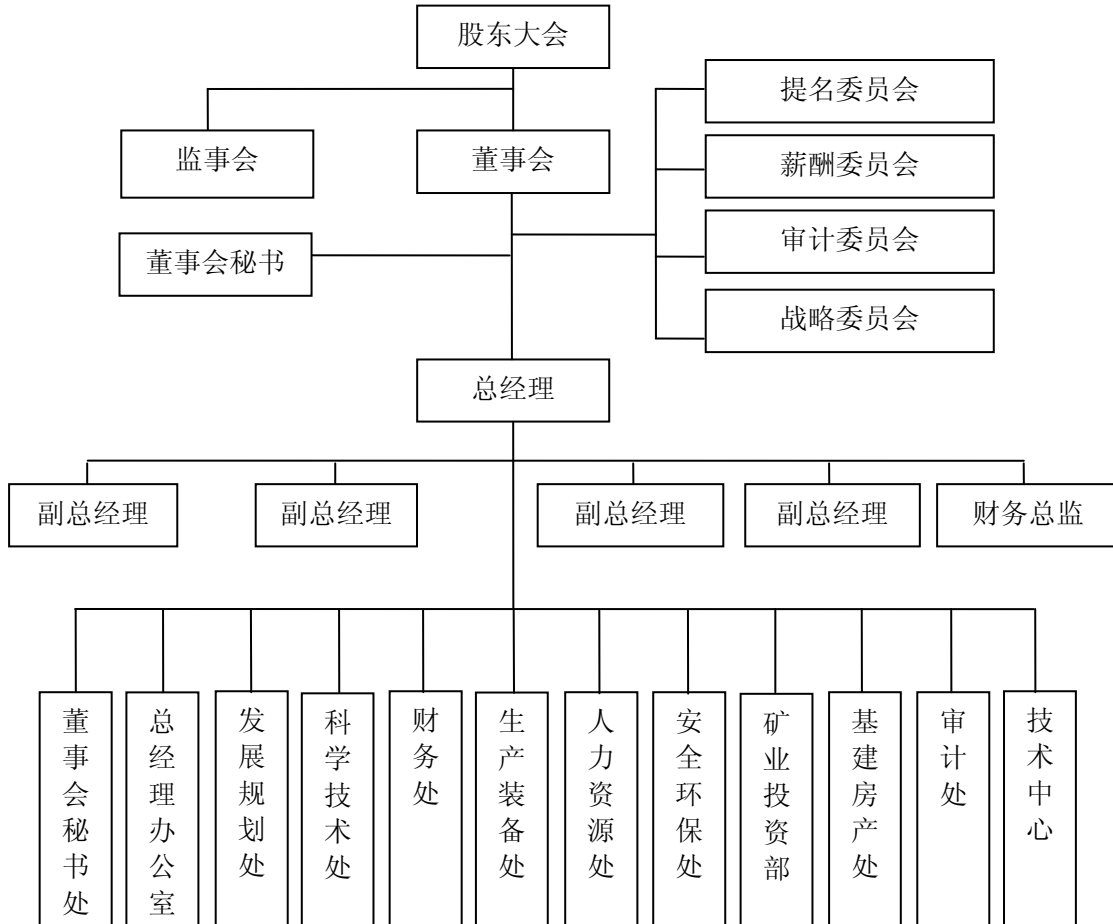 股东大会
提名委员会
监事会
董事会
薪酬委员会
审计委员会
董事会秘书
战略委员会
总经理
副总经理
副总经理
副总经理
副总经理
财务总监
董事会秘书处
总经理办公室
发展规划处
科学技术处
财务处
生产装备处
人力资源处
安全环保处
矿业投资部
基建房产处
审计处
技术中心